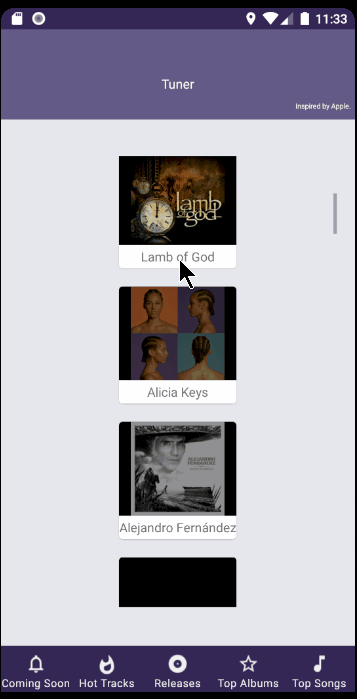 11:33
Tuner
Inspired by Apple.
lamb
of god
Lamb of God
Alicia Keys
ALEJANDRO
FERNÁNDEZ
Alejandro Fernández
Coming Soon
Hot Tracks
Releases
Top Albums
Top Songs